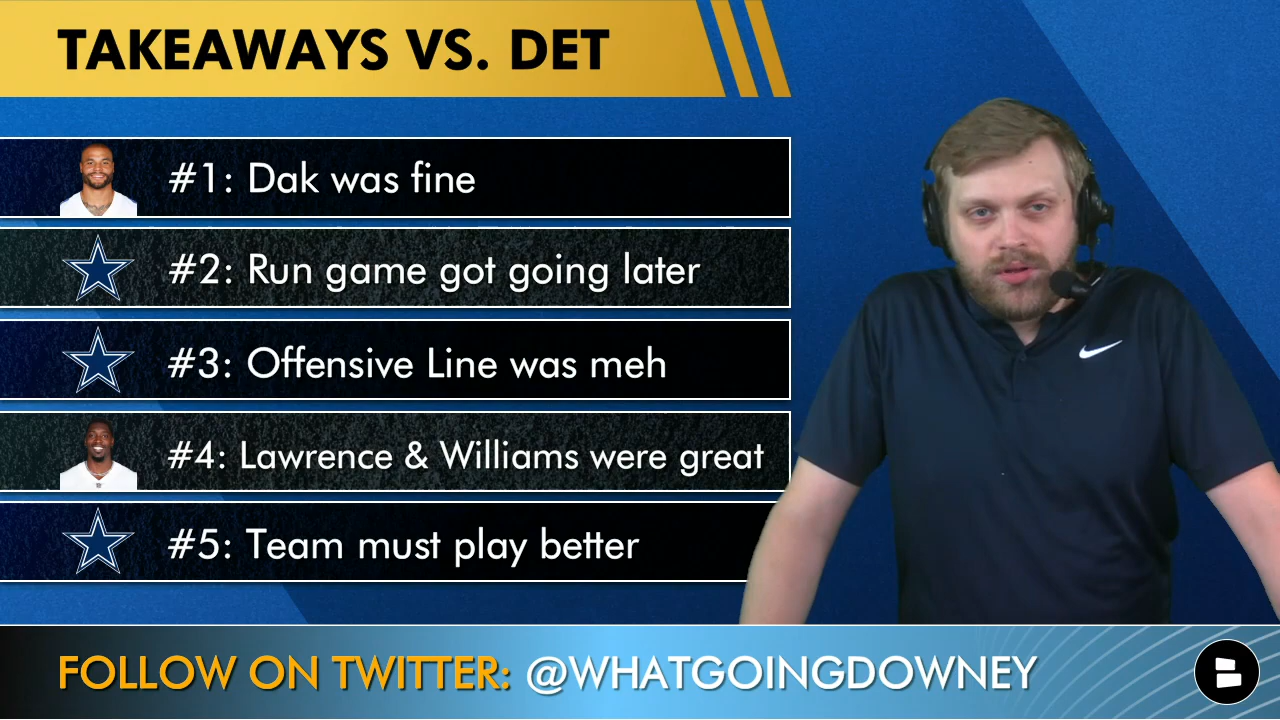 TAKEAWAYS VS. DET
#1: Dak was fine
#2: Run game got going later
#3: Offensive Line was meh
#4: Lawrence & Williams were great
#5: Team must play better
FOLLOW ON TWITTER: @WHATGOINGDOWNEY